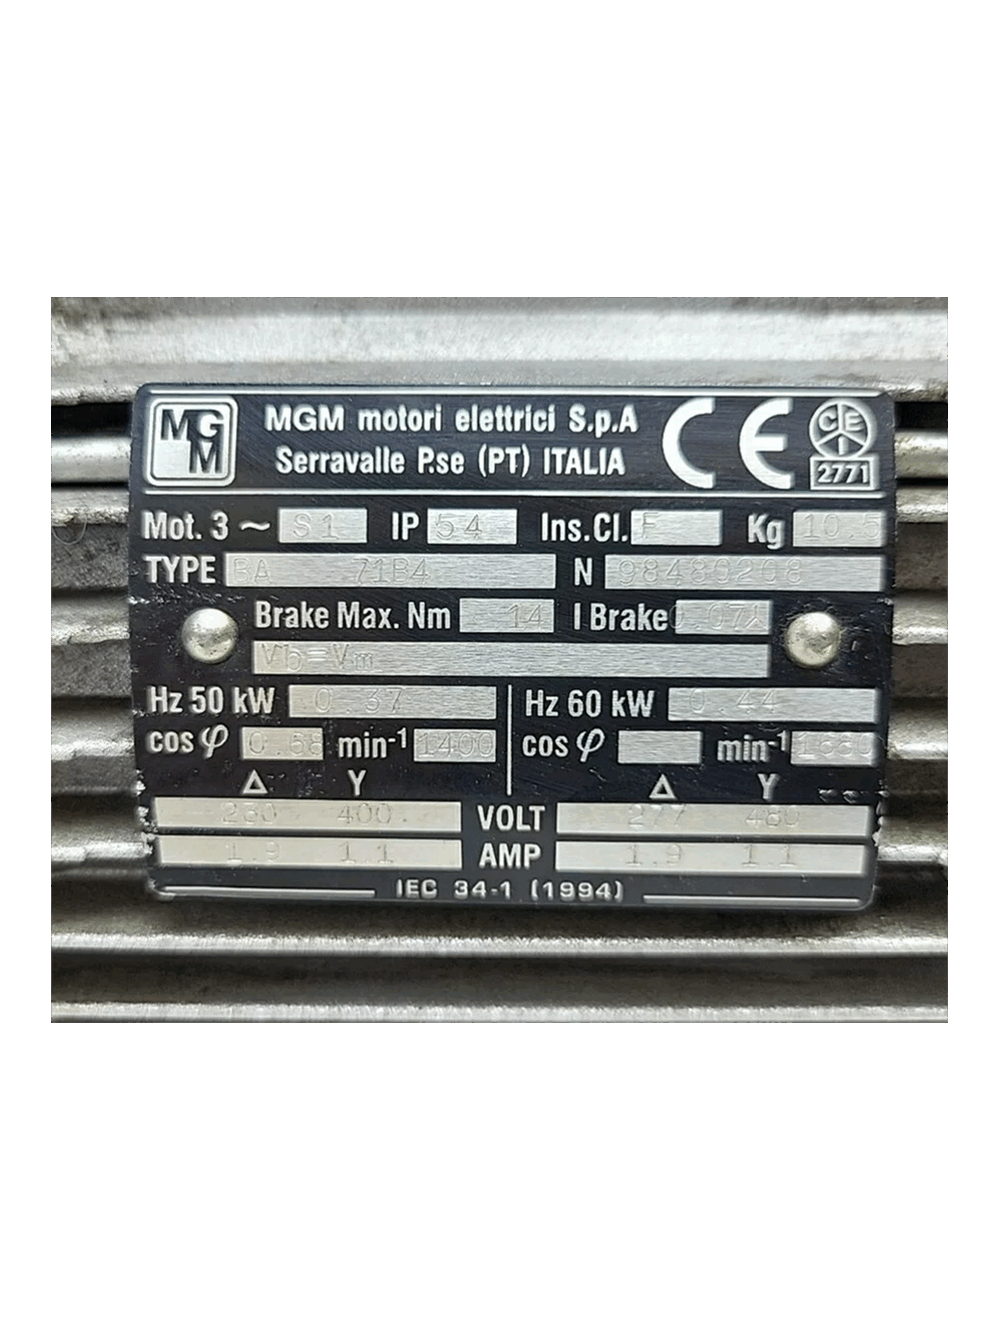 MGM
MGM motori elettrici S.p.A
Serravalle P.se (PT) ITALIA
CE
CEI
2771
Mot. 3 ~ S1 IP 54 Ins.Cl. F Kg 10.5
TYPE BA 71B4 N 98480208
Brake Max. Nm 14 I Brake
Vb=Vm
Hz 50 kW 0.37 Hz 60 kW 0.44
cos φ 0.68 min-1 1400 cos φ min-1
Δ Y Δ Y
230 400 VOLT 277 480
1.9 1.1 AMP 1.9 1.1
IEC 34-1 (1994)